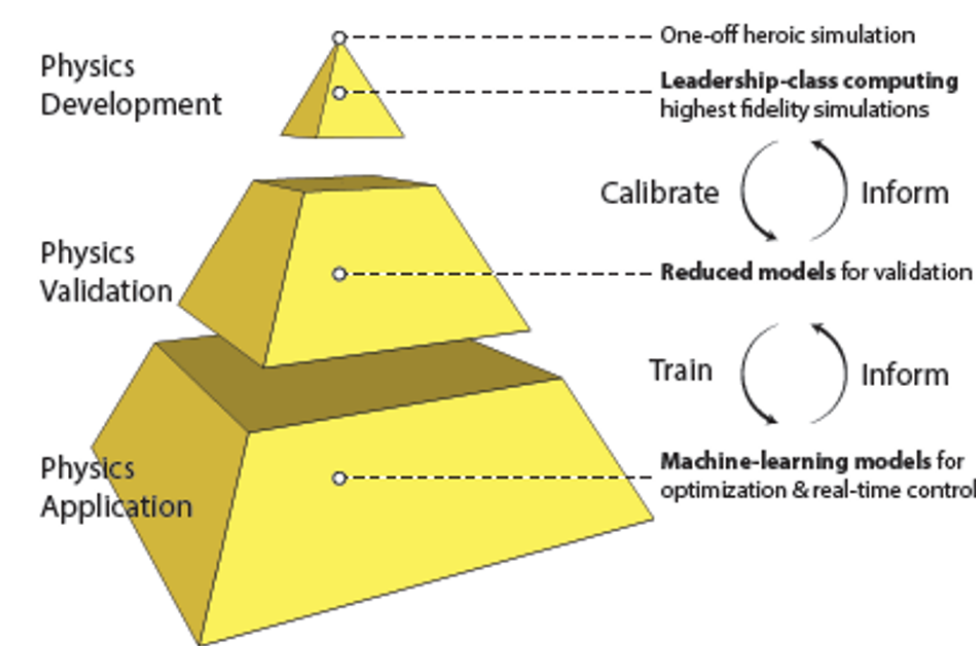 Physics
Development
One-off heroic simulation
Leadership-class computing
highest fidelity simulations
Calibrate
Inform
Physics
Validation
Reduced models for validation
Train
Inform
Physics
Application
Machine-learning models for
optimization & real-time control